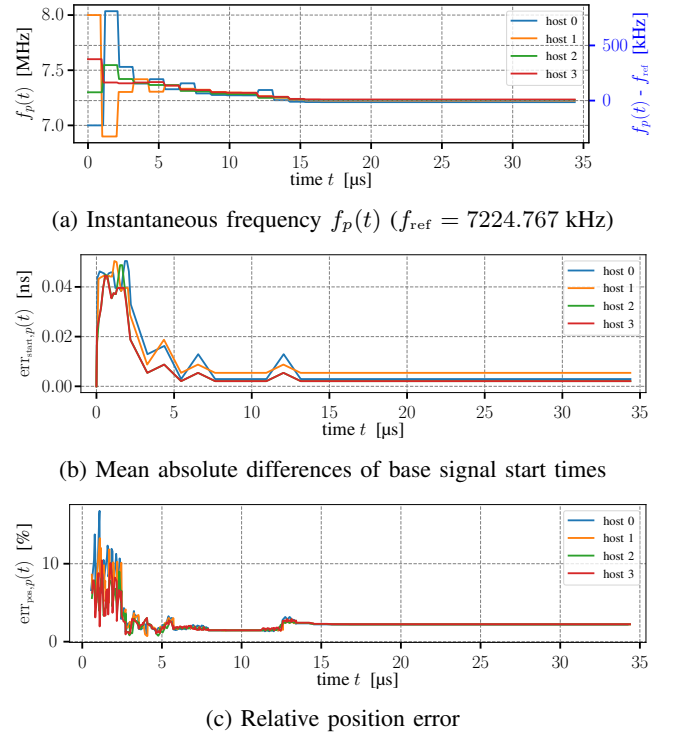 8.0
7.5
7.0
f_p(t) [MHz]
host 0
host 1
host 2
host 3
500
0
f_p(t) - f_ref [kHz]
0 5 10 15 20 25 30 35
time t [µs]
(a) Instantaneous frequency f_p(t) (f_ref = 7224.767 kHz)
0.04
0.02
0.00
err_start,p(t) [ns]
host 0
host 1
host 2
host 3
0 5 10 15 20 25 30 35
time t [µs]
(b) Mean absolute differences of base signal start times
10
0
err_pos,p(t) [%]
host 0
host 1
host 2
host 3
0 5 10 15 20 25 30 35
time t [µs]
(c) Relative position error